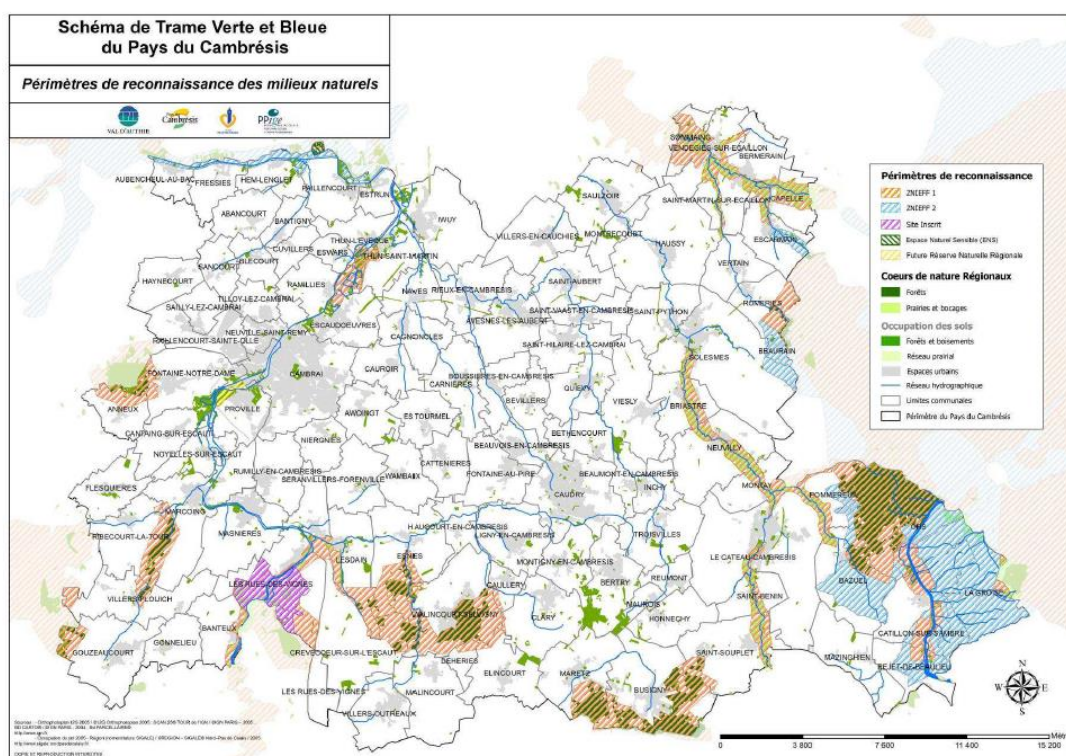 Schéma de Trame Verte et Bleue
du Pays du Cambrésis
Périmètres de reconnaissance des milieux naturels
VAL D'AUTHIE
Cambrésis
SOMMAING
VENDEGIES-SUR-ECAILLON
BERMERAIN
AUBENCHEUL-AU-BAC
FRESSIES
HEM-LENGLET
PAILLENCOURT
ESTRUN
SAINT-MARTIN-SUR-ECAILLON
CAPELLE
SAULZOIR
ABANCOURT
BANTIGNY
IWUY
VILLERS-EN-CAUCHIES
MONTRECOURT
HAUSSY
ESCARMAIN
CUVILLERS
THUN-L'EVEQUE
ESWARS
THUN-SAINT-MARTIN
BLECOURT
SANCOURT
VERTAIN
HAYNECOURT
RAMILLIES
NAVES
RIEUX-EN-CAMBRESIS
SAINT-AUBERT
ROMERIES
TILLOY-LEZ-CAMBRAI
SAILLY-LEZ-CAMBRAI
SAINT-VAAST-EN-CAMBRESIS
SAINT-PYTHON
AVESNES-LES-AUBERT
ESCAUDOEUVRES
NEUVILLE-SAINT-REMY
RAILLENCOURT-SAINTE-OLLE
CAGNONCLES
SAINT-HILAIRE-LEZ-CAMBRAI
BEAURAIN
SOLESMES
FONTAINE-NOTRE-DAME
CAMBRAI
CAUROIR
BOUSSIERES-EN-CAMBRESIS
CARNIERES
QUIEVY
BEVILLERS
VIESLY
BRIASTRE
ANNEUX
PROVILLE
AWOINGT
ESTOURMEL
CANTAING-SUR-ESCAUT
NIERGNIES
BETHENCOURT
BEAUVOIS-EN-CAMBRESIS
NEUVILLY
NOYELLES-SUR-ESCAUT
CATTENIERES
RUMILLY-EN-CAMBRESIS
FONTAINE-AU-PIRE
BEAUMONT-EN-CAMBRESIS
SERANVILLERS-FORENVILLE
WAMBAIX
FLESQUIERES
INCHY
MONTAY
CAUDRY
POMMEREUIL
MARCOING
ORS
RIBECOURT-LA-TOUR
MASNIERES
HAUCOURT-EN-CAMBRESIS
LIGNY-EN-CAMBRESIS
TROISVILLES
LE CATEAU-CAMBRESIS
LESDAIN
ESNES
MONTIGNY-EN-CAMBRESIS
BAZUEL
LES RUES-DES-VIGNES
CAULLERY
BERTRY
REUMONT
LA GROISE
VILLERS-PLOUICH
WALINCOURT-SELVIGNY
MAUROIS
SAINT-BENIN
CLARY
HONNECHY
BANTEUX
CATILLON-SUR-SAMBRE
GONNELIEU
GOUZEAUCOURT
CREVECOEUR-SUR-L'ESCAUT
SAINT-SOUPLET
MAZINGHIEN
REJET-DE-BEAULIEU
DEHERIES
ELINCOURT
MARETZ
LES RUES-DES-VIGNES
MALINCOURT
BUSIGNY
VILLERS-OUTREAUX
Périmètres de reconnaissance
ZNIEFF 1
ZNIEFF 2
Site Inscrit
Espace Naturel Sensible (ENS)
Future Réserve Naturelle Régionale
Coeurs de nature Régionaux
Forêts
Prairies et bocages
Occupation des sols
Forêts et boisements
Réseau prairial
Espaces urbains
Réseau hydrographique
Limites communales
Périmètre du Pays du Cambrésis
N
W
E
S
0
3 800
7 600
11 400